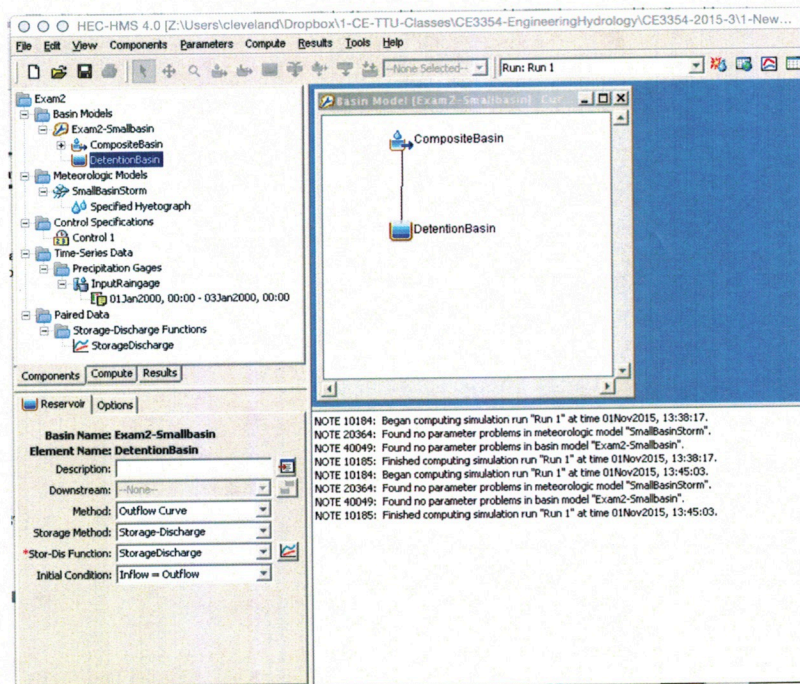 HEC-HMS 4.0 [Z:\Users\cleveland\Dropbox\1-CE-TTU-Classes\CE3354-EngineeringHydrology\CE3354-2015-3\1-New...
File Edit View Components Parameters Compute Results Tools Help
--None Selected-- Run: Run 1
Exam2
Basin Models
Exam2-Smallbasin
CompositeBasin
DetentionBasin
Meteorologic Models
SmallBasinStorm
Specified Hyetograph
Control Specifications
Control 1
Time-Series Data
Precipitation Gages
InputRaingage
01Jan2000, 00:00 - 03Jan2000, 00:00
Paired Data
Storage-Discharge Functions
StorageDischarge
Components Compute Results
Basin Model [Exam2-Smallbasin] Cur
CompositeBasin
DetentionBasin
Reservoir Options
Basin Name: Exam2-Smallbasin
Element Name: DetentionBasin
Description:
Downstream: --None--
Method: Outflow Curve
Storage Method: Storage-Discharge
*Stor-Dis Function: StorageDischarge
Initial Condition: Inflow = Outflow
NOTE 10184: Began computing simulation run "Run 1" at time 01Nov2015, 13:38:17.
NOTE 20364: Found no parameter problems in meteorologic model "SmallBasinStorm".
NOTE 40049: Found no parameter problems in basin model "Exam2-Smallbasin".
NOTE 10185: Finished computing simulation run "Run 1" at time 01Nov2015, 13:38:17.
NOTE 10184: Began computing simulation run "Run 1" at time 01Nov2015, 13:45:03.
NOTE 20364: Found no parameter problems in meteorologic model "SmallBasinStorm".
NOTE 40049: Found no parameter problems in basin model "Exam2-Smallbasin".
NOTE 10185: Finished computing simulation run "Run 1" at time 01Nov2015, 13:45:03.